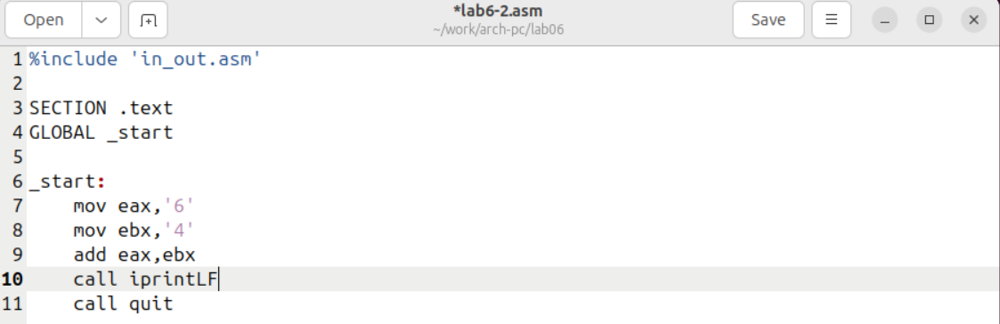 Open
*lab6-2.asm
~/work/arch-pc/lab06
Save
1 %include 'in_out.asm'
2
3 SECTION .text
4 GLOBAL _start
5
6 _start:
7     mov eax,'6'
8     mov ebx,'4'
9     add eax,ebx
10     call iprintLF
11     call quit